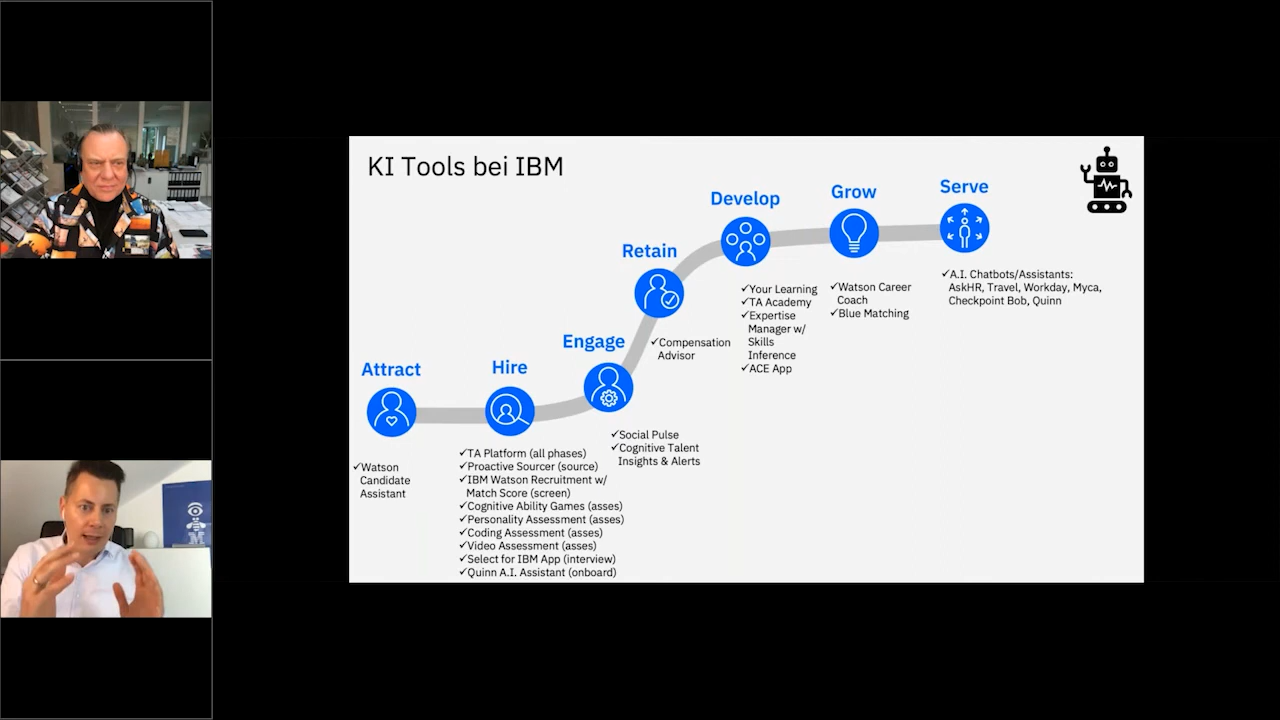 KI Tools bei IBM
Attract
✓Watson
Candidate
Assistant
Hire
✓TA Platform (all phases)
✓Proactive Sourcer (source)
✓IBM Watson Recruitment w/
Match Score (screen)
✓Cognitive Ability Games (asses)
✓Personality Assessment (asses)
✓Coding Assessment (asses)
✓Video Assessment (asses)
✓Select for IBM App (interview)
✓Quinn A.I. Assistant (onboard)
Engage
✓Social Pulse
✓Cognitive Talent
Insights & Alerts
Retain
✓Compensation
Advisor
Develop
✓Your Learning
✓TA Academy
✓Expertise
Manager w/
Skills
Inference
✓ACE App
Grow
✓Watson Career
Coach
✓Blue Matching
Serve
✓A.I. Chatbots/Assistants:
AskHR, Travel, Workday, Myca,
Checkpoint Bob, Quinn